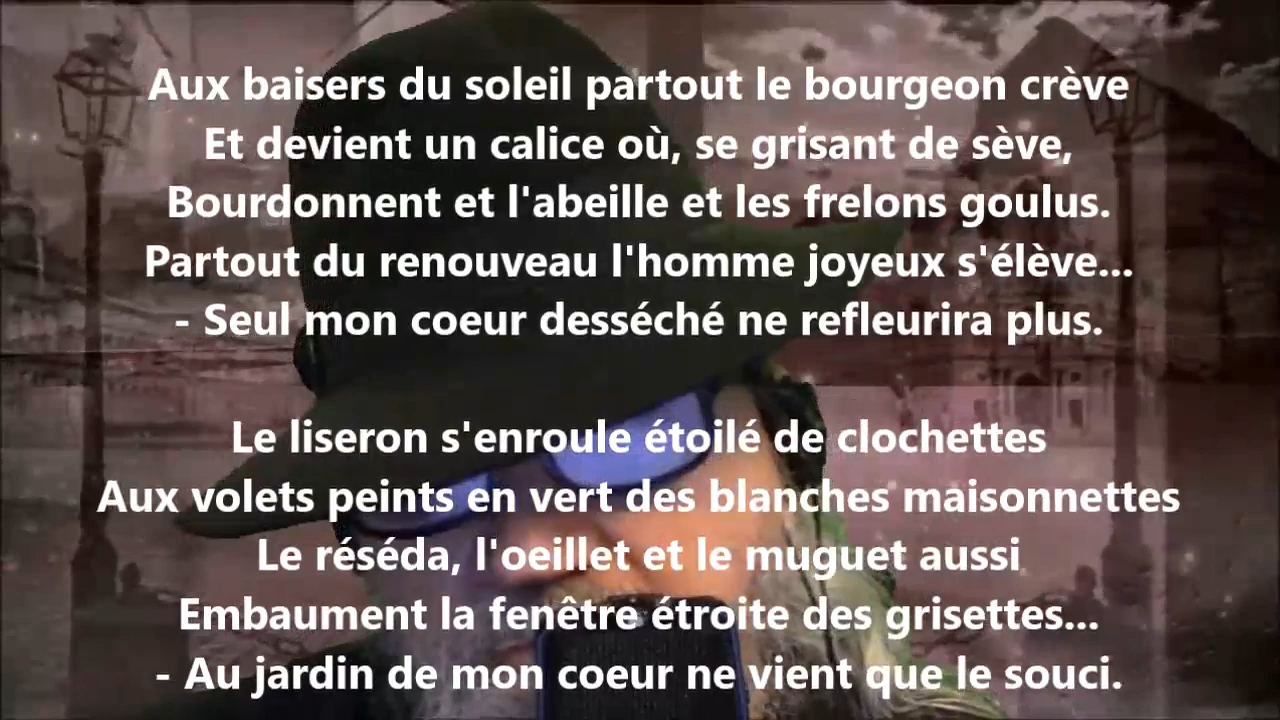 Aux baisers du soleil partout le bourgeon crève
Et devient un calice où, se grisant de sève,
Bourdonnent et l'abeille et les frelons goulus.
Partout du renouveau l'homme joyeux s'élève...
- Seul mon coeur desséché ne refleurira plus.
Le liseron s'enroule étoilé de clochettes
Aux volets peints en vert des blanches maisonnettes
Le réséda, l'oeillet et le muguet aussi
Embaument la fenêtre étroite des grisettes...
- Au jardin de mon coeur ne vient que le souci.